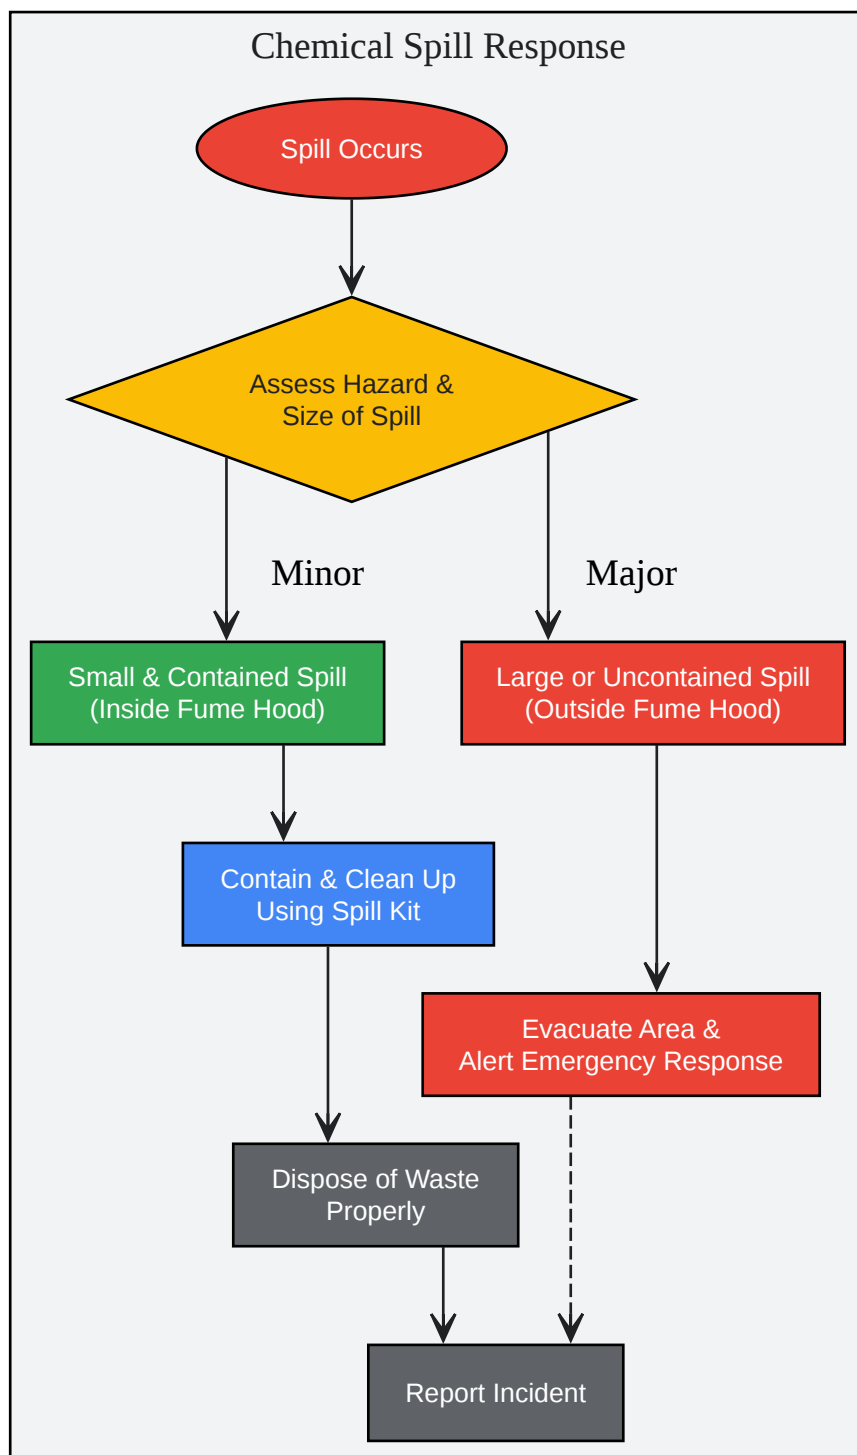 Chemical Spill Response
Spill Occurs
Assess Hazard &
Size of Spill
Minor
Major
Small & Contained Spill
(Inside Fume Hood)
Large or Uncontained Spill
(Outside Fume Hood)
Contain & Clean Up
Using Spill Kit
Evacuate Area &
Alert Emergency Response
Dispose of Waste
Properly
Report Incident